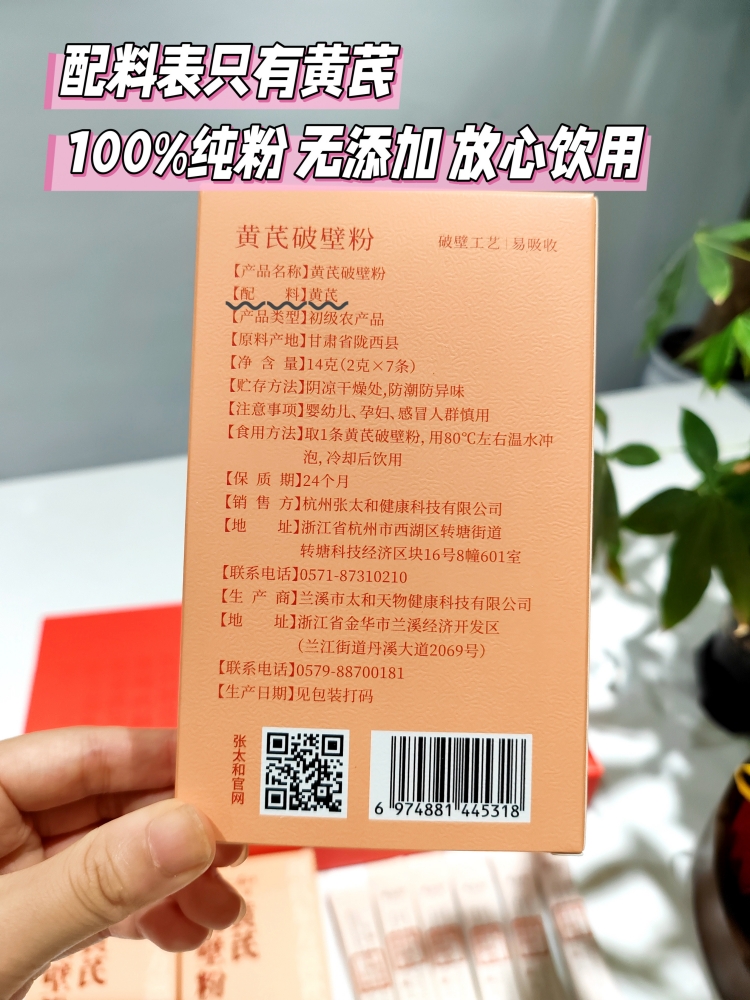 配料表只有黄芪
100%纯粉 无添加 放心饮用
黄芪破壁粉
破壁工艺|易吸收
【产品名称】黄芪破壁粉
【配 料】黄芪
【产品类型】初级农产品
【原料产地】甘肃省陇西县
【净 含 量】14克(2克×7条)
【贮存方法】阴凉干燥处,防潮防异味
【注意事项】婴幼儿、孕妇、感冒人群慎用
【食用方法】取1条黄芪破壁粉,用80℃左右温水冲
泡,冷却后饮用
【保 质 期】24个月
【销 售 方】杭州张太和健康科技有限公司
【地 址】浙江省杭州市西湖区转塘街道
转塘科技经济区块16号8幢601室
【联系电话】0571-87310210
【生 产 商】兰溪市太和天物健康科技有限公司
【地 址】浙江省金华市兰溪经济开发区
(兰江街道丹溪大道2069号)
【联系电话】0579-88700181
【生产日期】见包装打码
张太和官网
6 974881 445318
芪
壁
黄芪
破壁粉